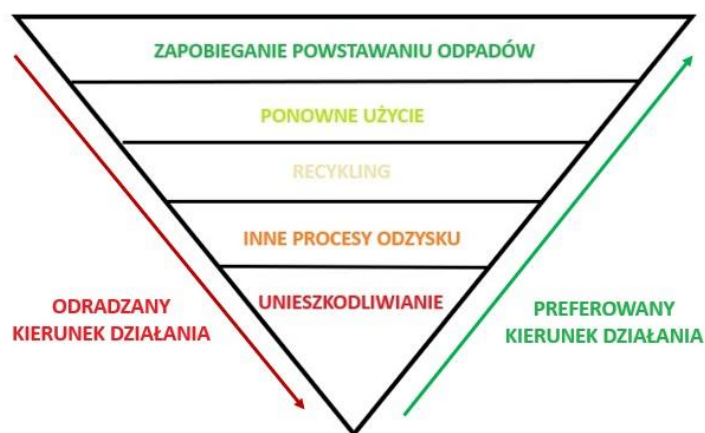 ZAPOBIEGANIE POWSTAWANIU ODPADÓW
PONOWNE UŻYCIE
RECYKLING
INNE PROCESY ODZYSKU
UNIESZKODLIWIANIE
ODRADZANY
KIERUNEK DZIAŁANIA
PREFEROWANY
KIERUNEK DZIAŁANIA